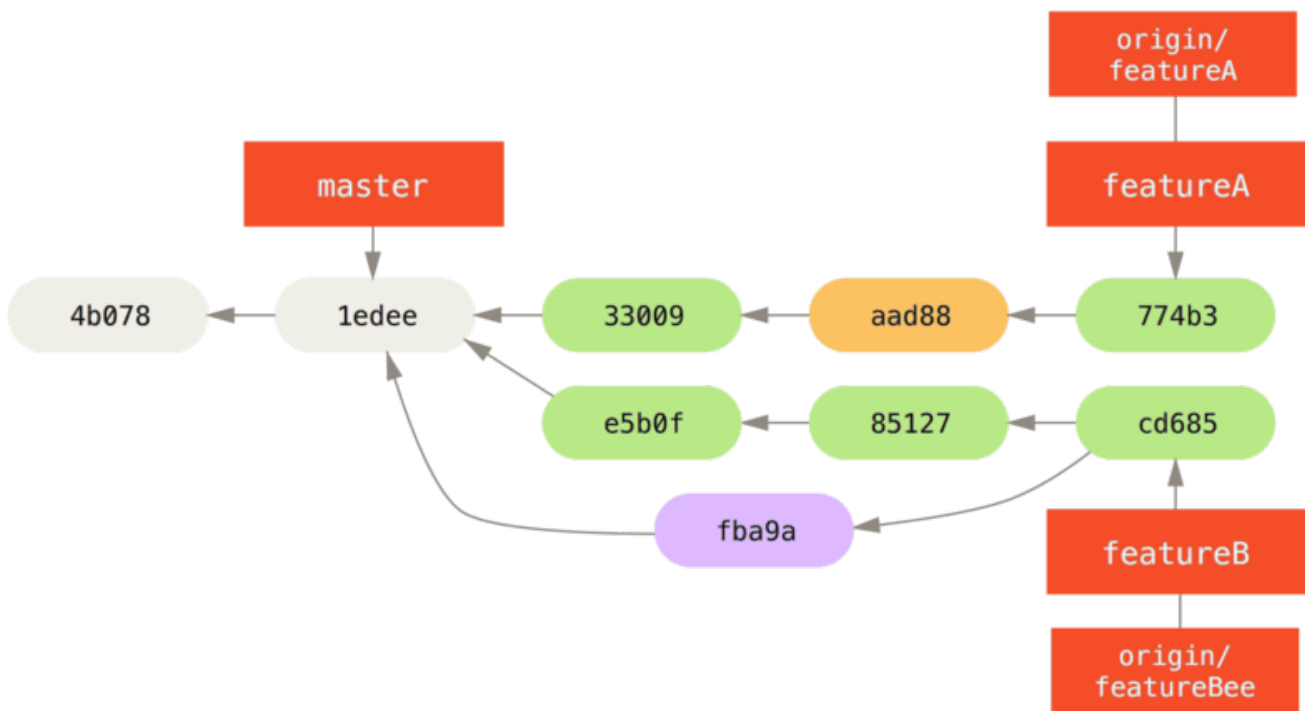 origin/
featureA
master
featureA
4b078
1edee
33009
aad88
774b3
e5b0f
85127
cd685
fba9a
featureB
origin/
featureBee